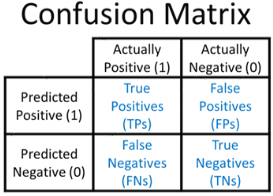 Confusion Matrix
Actually Actually
Positive (1) Negative (0)
Predicted
Positive (1)
True
Positives
(TPs)
False
Positives
(FPs)
Predicted
Negative (0)
False
Negatives
(FNs)
True
Negatives
(TNs)